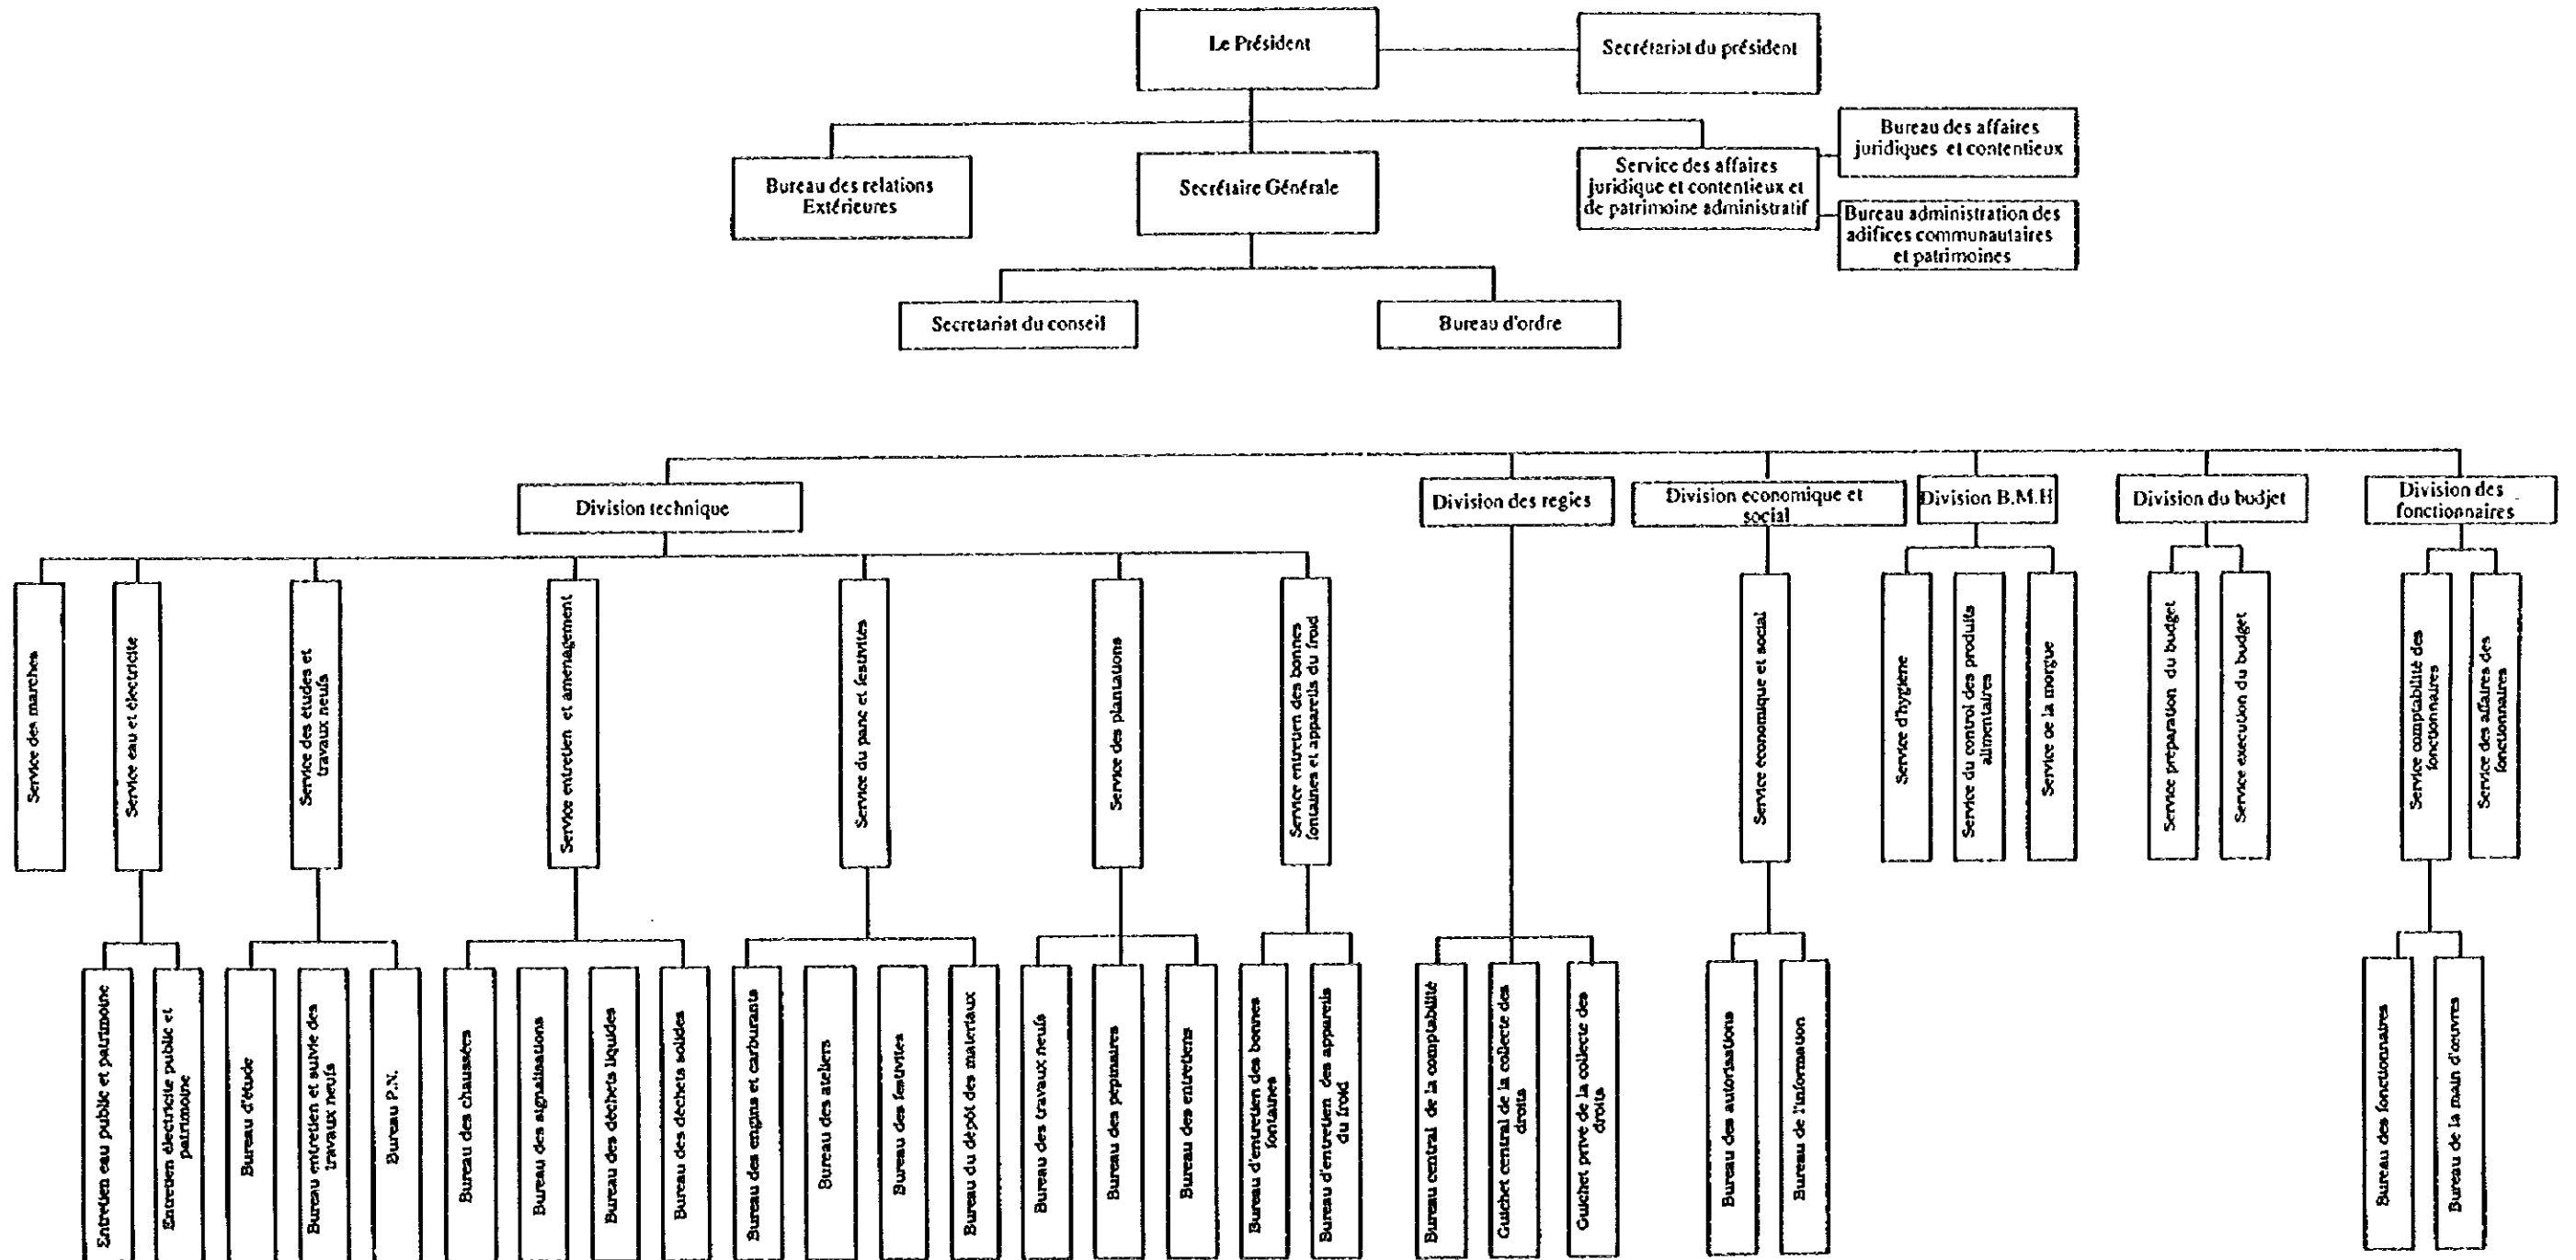 Le Président
Secrétariat du président
Bureau des affaires
juridiques et contentieux
Bureau des relations
Extérieures
Secrétaire Générale
Service des affaires
juridique et contentieux et
de patrimoine administratif
Bureau administration des
adifices communautaires
et patrimoines
Secretariat du conseil
Bureau d'ordre
Division technique
Division des regies
Division economique et
social
Division B.M.H
Division du budjet
Division des
fonctionnaires
Service des marches
Service eau et électricite
Service des études et
travaux neufs
Service entretien et amenagement
Service du parc et festivités
Service des plantations
Service entretien des bonnes
fontaines et appareils du froid
Service économique et social
Service d'hygiène
Service du control des produits
alimentaires
Service de la morgue
Service préparation du budget
Service execution du budget
Service comptabilité des
fonctionnaires
Service des affaires des
fonctionnaires
Entretien eau public et patrimoine
Entretien électricité public et
patrimoine
Bureau d'étude
Bureau entretien et suivie des
travaux neufs
Bureau P.N.
Bureau des chaussées
Bureau des signalisations
Bureau des déchets liquides
Bureau des déchets solides
Bureau des engins et carburants
Bureau des ateliers
Bureau des festivites
Bureau du dépôt des materiaux
Bureau des travaux neufs
Bureau des pépinaires
Bureau des entretiens
Bureau d'entretien des bonnes
fontaines
Bureau d'entretien des appareils
du froid
Bureau central de la comptabilité
Guichet central de la collecte des
droits
Guichet privé de la collecte des
droits
Bureau des autorisations
Bureau de l'information
Bureau des fonctionnaires
Bureau de la main d'œuvres